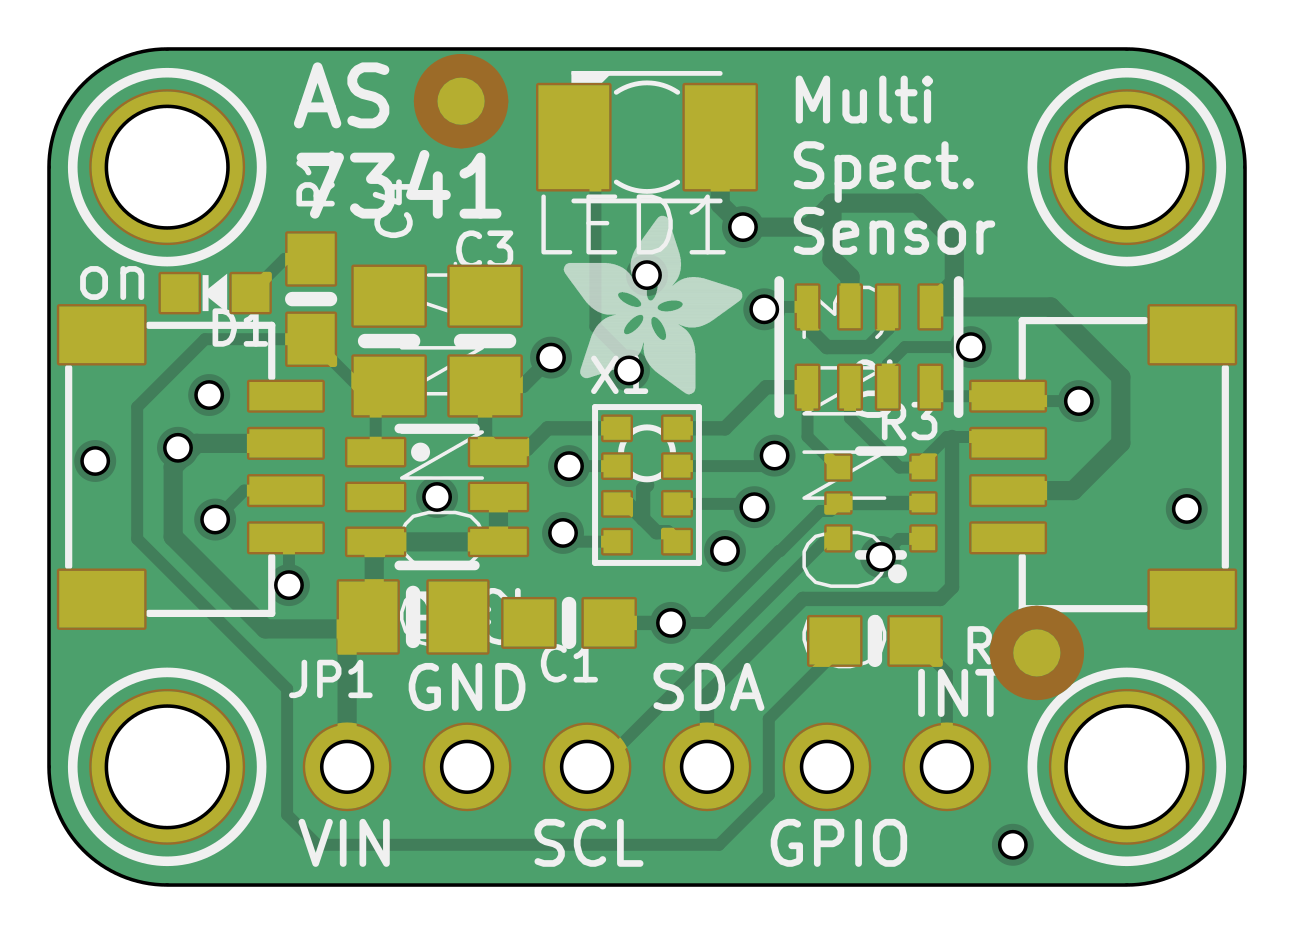 AS
7341
Multi
Spect.
Sensor
LED1
C3
on
D1
X1
R3
C1
JP1
GND
SDA
INT
VIN
SCL
GPIO